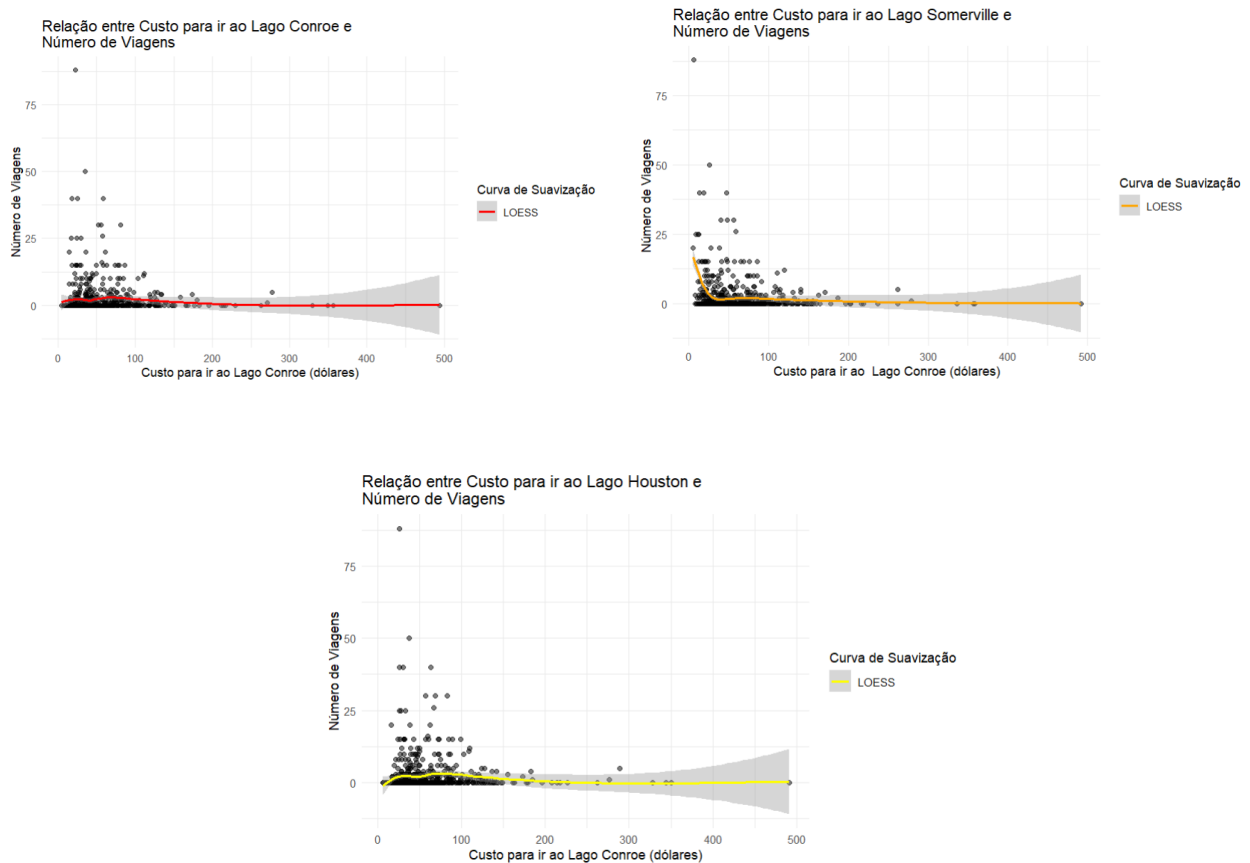 Relação entre Custo para ir ao Lago Conroe e
Número de Viagens
Número de Viagens
75
50
25
0
0 100 200 300 400 500
Custo para ir ao Lago Conroe (dólares)
Curva de Suavização
LOESS
Relação entre Custo para ir ao Lago Somerville e
Número de Viagens
Número de Viagens
75
50
25
0
0 100 200 300 400 500
Custo para ir ao  Lago Conroe (dólares)
Curva de Suavização
LOESS
Relação entre Custo para ir ao Lago Houston e
Número de Viagens
Número de Viagens
75
50
25
0
0 100 200 300 400 500
Custo para ir ao Lago Conroe (dólares)
Curva de Suavização
LOESS